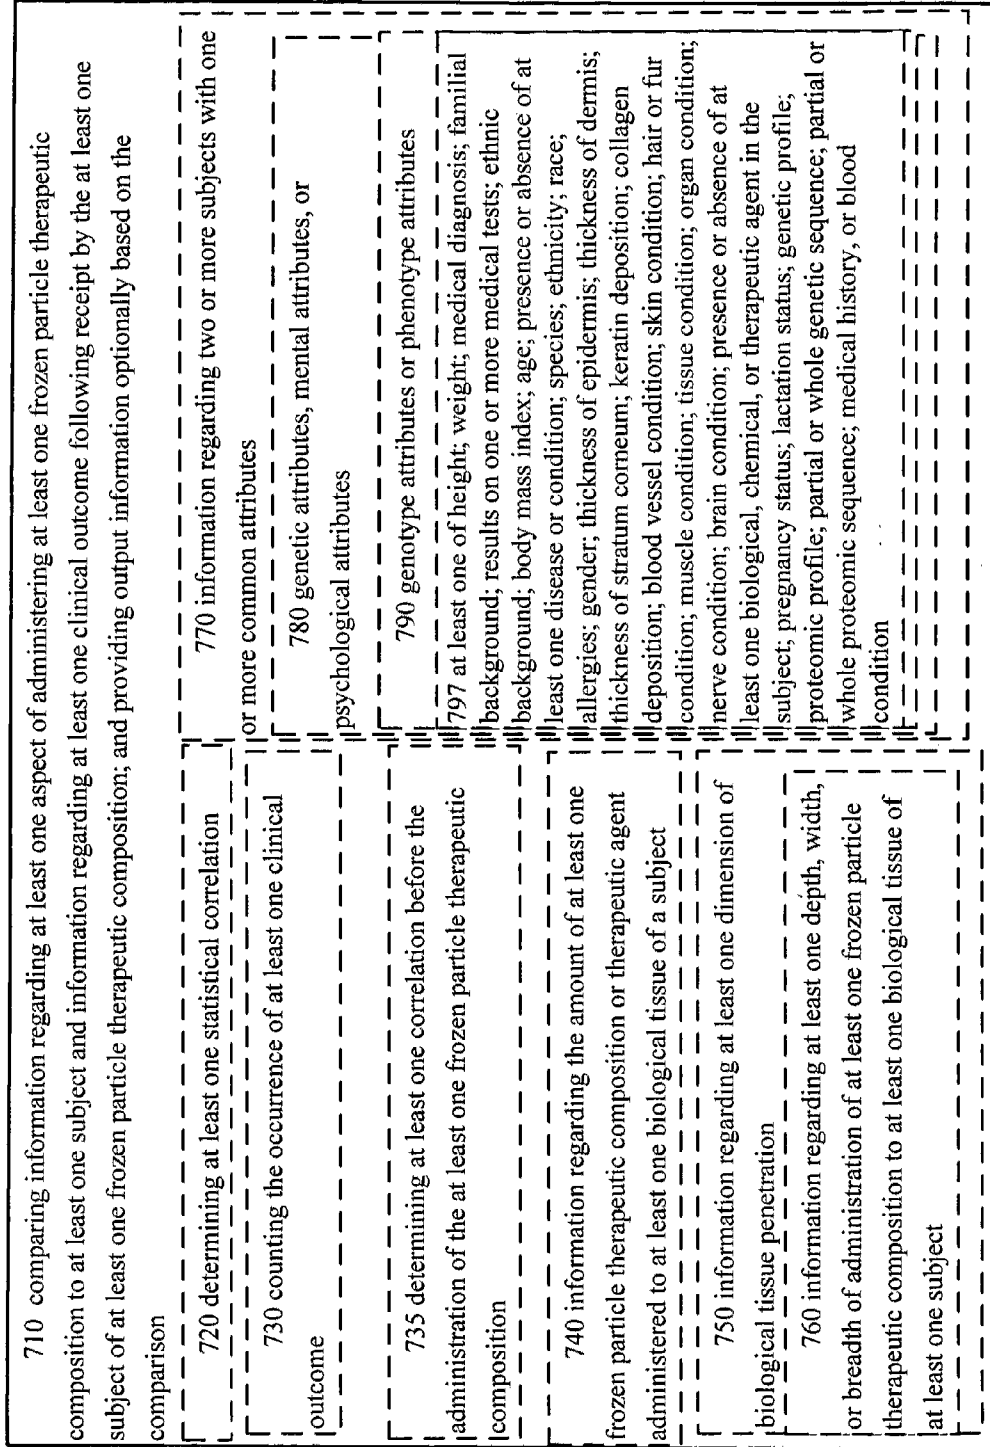 710 comparing information regarding at least one aspect of administering at least one frozen particle therapeutic
composition to at least one subject and information regarding at least one clinical outcome following receipt by the at least one
subject of at least one frozen particle therapeutic composition; and providing output information optionally based on the
comparison
720 determining at least one statistical correlation
730 counting the occurrence of at least one clinical
outcome
735 determining at least one correlation before the
administration of the at least one frozen particle therapeutic
composition
740 information regarding the amount of at least one
frozen particle therapeutic composition or therapeutic agent
administered to at least one biological tissue of a subject
750 information regarding at least one dimension of
biological tissue penetration
760 information regarding at least one depth, width,
or breadth of administration of at least one frozen particle
therapeutic composition to at least one biological tissue of
at least one subject
770 information regarding two or more subjects with one
or more common attributes
780 genetic attributes, mental attributes, or
psychological attributes
790 genotype attributes or phenotype attributes
797 at least one of height; weight; medical diagnosis; familial
background; results on one or more medical tests; ethnic
background; body mass index; age; presence or absence of at
least one disease or condition; species; ethnicity; race;
allergies; gender; thickness of epidermis; thickness of dermis;
thickness of stratum corneum; keratin deposition; collagen
deposition; blood vessel condition; skin condition; hair or fur
condition; muscle condition; tissue condition; organ condition;
nerve condition; brain condition; presence or absence of at
least one biological, chemical, or therapeutic agent in the
subject; pregnancy status; lactation status; genetic profile;
proteomic profile; partial or whole genetic sequence; partial or
whole proteomic sequence; medical history, or blood
condition